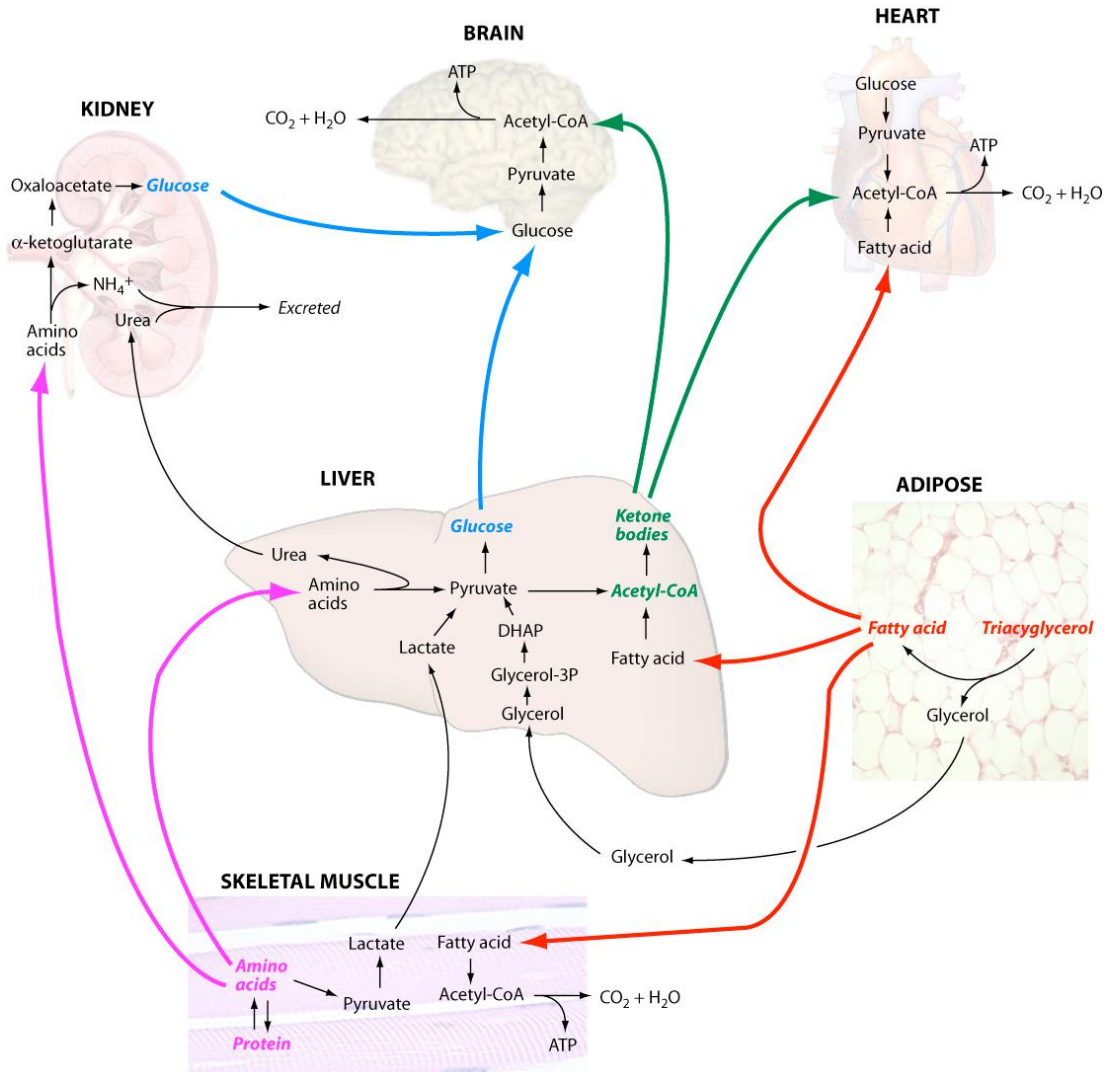 HEART
BRAIN
KIDNEY
ATP
CO2 + H2O
Acetyl-CoA
Pyruvate
Glucose
Glucose
Pyruvate
Acetyl-CoA
Fatty acid
ATP
CO2 + H2O
Oxaloacetate
Glucose
α-ketoglutarate
NH4+
Urea
Excreted
Amino
acids
LIVER
Glucose
Ketone
bodies
Urea
Amino
acids
Pyruvate
Acetyl-CoA
Lactate
DHAP
Fatty acid
Glycerol-3P
Glycerol
ADIPOSE
Fatty acid
Triacyglycerol
Glycerol
Glycerol
SKELETAL MUSCLE
Lactate
Fatty acid
Amino
acids
Pyruvate
Acetyl-CoA
CO2 + H2O
Protein
ATP